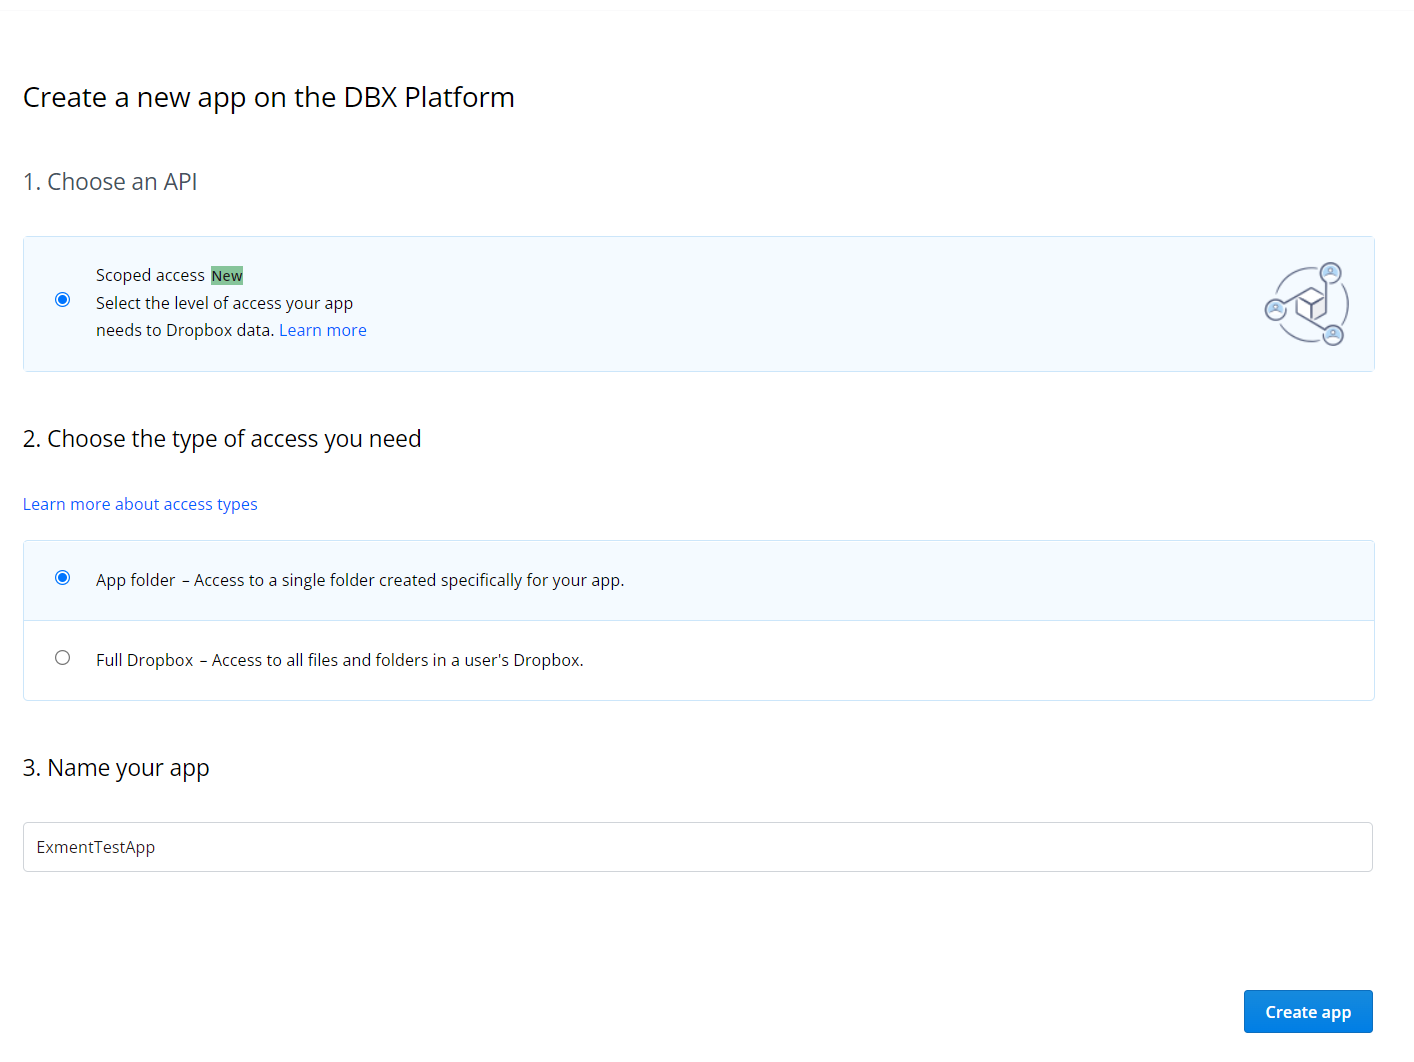 Create a new app on the DBX Platform
1. Choose an API
Scoped access New
Select the level of access your app
needs to Dropbox data. Learn more
2. Choose the type of access you need
Learn more about access types
App folder – Access to a single folder created specifically for your app.
Full Dropbox – Access to all files and folders in a user's Dropbox.
3. Name your app
ExmentTestApp
Create app